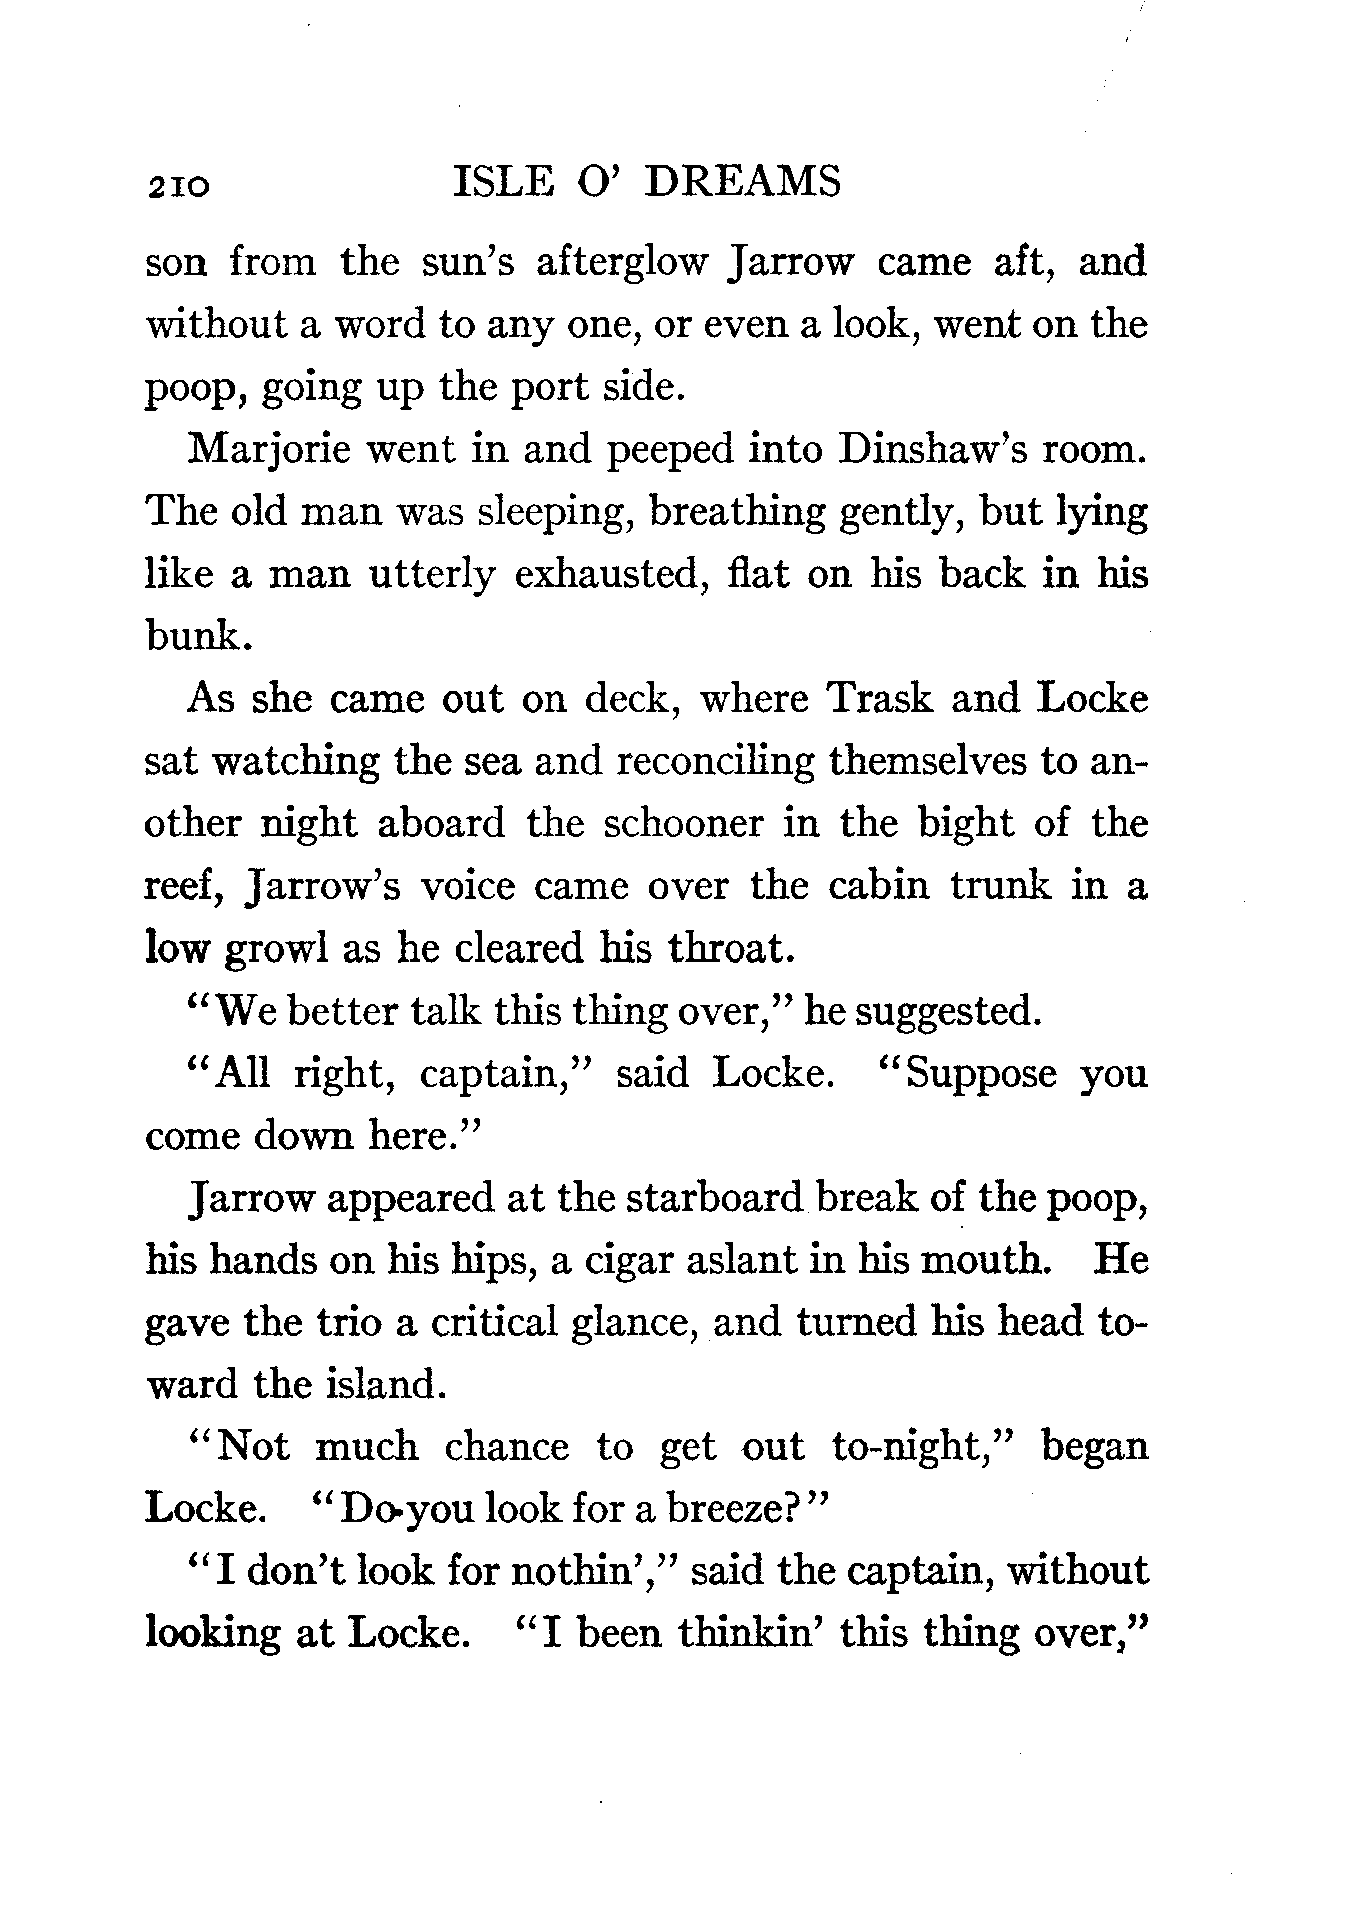 210 ISLE O' DREAMS
son from the sun's afterglow Jarrow came aft, and
without a word to any one, or even a look, went on the
poop, going up the port side.
Marjorie went in and peeped into Dinshaw's room.
The old man was sleeping, breathing gently, but lying
like a man utterly exhausted, flat on his back in his
bunk.
As she came out on deck, where Trask and Locke
sat watching the sea and reconciling themselves to an-
other night aboard the schooner in the bight of the
reef, Jarrow's voice came over the cabin trunk in a
low growl as he cleared his throat.
"We better talk this thing over," he suggested.
"All right, captain," said Locke. "Suppose you
come down here."
Jarrow appeared at the starboard break of the poop,
his hands on his hips, a cigar aslant in his mouth. He
gave the trio a critical glance, and turned his head to-
ward the island.
"Not much chance to get out to-night," began
Locke. "Do you look for a breeze?"
"I don't look for nothin'," said the captain, without
looking at Locke. "I been thinkin' this thing over,"